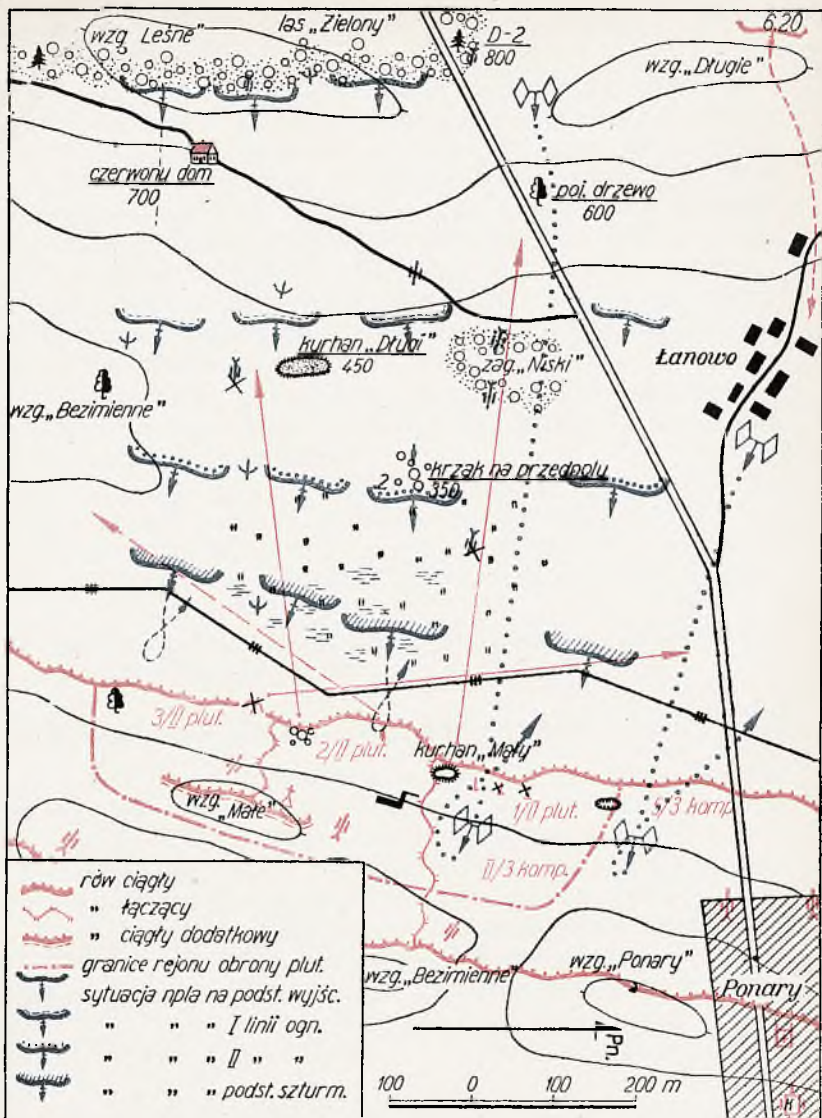 wzg. Leśne"
las „Zielony"
D-2
800
6.20
wzg. „Długie"
czerwony dom
700
poj. drzewo
600
kurhan „Długi"
450
zag. „Niski"
Łanowo
wzg. „Bezimienne"
2
krzak na przedpolu
350
3/II plut.
2/II plut.
kurhan „Mały"
1/II plut.
S/3 komp.
wzg.
„Małe"
II/3 komp.
rów ciągły
" łączący
" ciągły dodatkowy
granice rejonu obrony plut.
sytuacja npla na podst. wyjśc.
" " " I linii ogn.
" " " II " "
" " " podst. szturm.
wzg. „Bezimienne"
wzg. „Ponary"
Ponary
Pn.
100 0 100 200 m
K